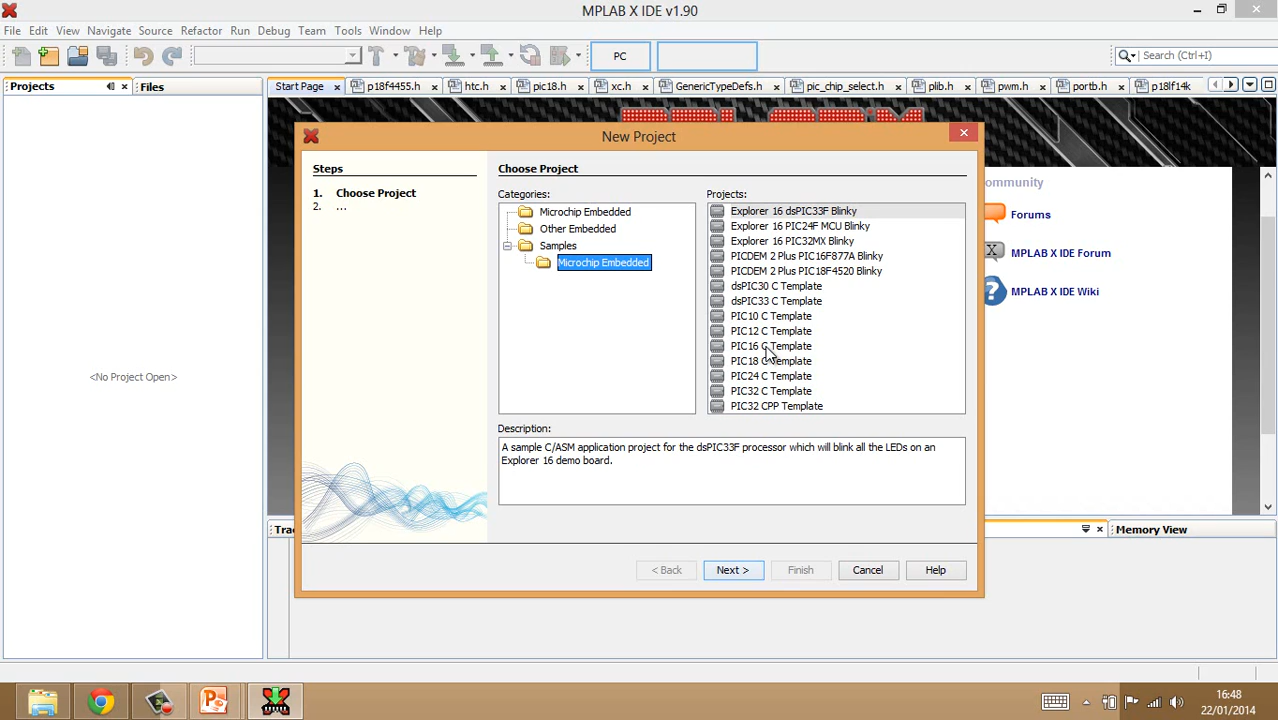 MPLAB X IDE v1.90
File Edit View Navigate Source Refactor Run Debug Team Tools Window Help
PC
Search (Ctrl+I)
Projects
Files
Start Page
p18f4455.h
htc.h
pic18.h
xc.h
GenericTypeDefs.h
pic_chip_select.h
plib.h
pwm.h
portb.h
p18lf14k
<No Project Open>
New Project
Steps
1. Choose Project
2. ...
Choose Project
Categories:
Microchip Embedded
Other Embedded
Samples
Microchip Embedded
Projects:
Explorer 16 dsPIC33F Blinky
Explorer 16 PIC24F MCU Blinky
Explorer 16 PIC32MX Blinky
PICDEM 2 Plus PIC16F877A Blinky
PICDEM 2 Plus PIC18F4520 Blinky
dsPIC30 C Template
dsPIC33 C Template
PIC10 C Template
PIC12 C Template
PIC16 C Template
PIC18 C Template
PIC24 C Template
PIC32 C Template
PIC32 CPP Template
Description:
A sample C/ASM application project for the dsPIC33F processor which will blink all the LEDs on an
Explorer 16 demo board.
< Back
Next >
Finish
Cancel
Help
ommunity
Forums
MPLAB X IDE Forum
MPLAB X IDE Wiki
Trac
Memory View
16:48
22/01/2014